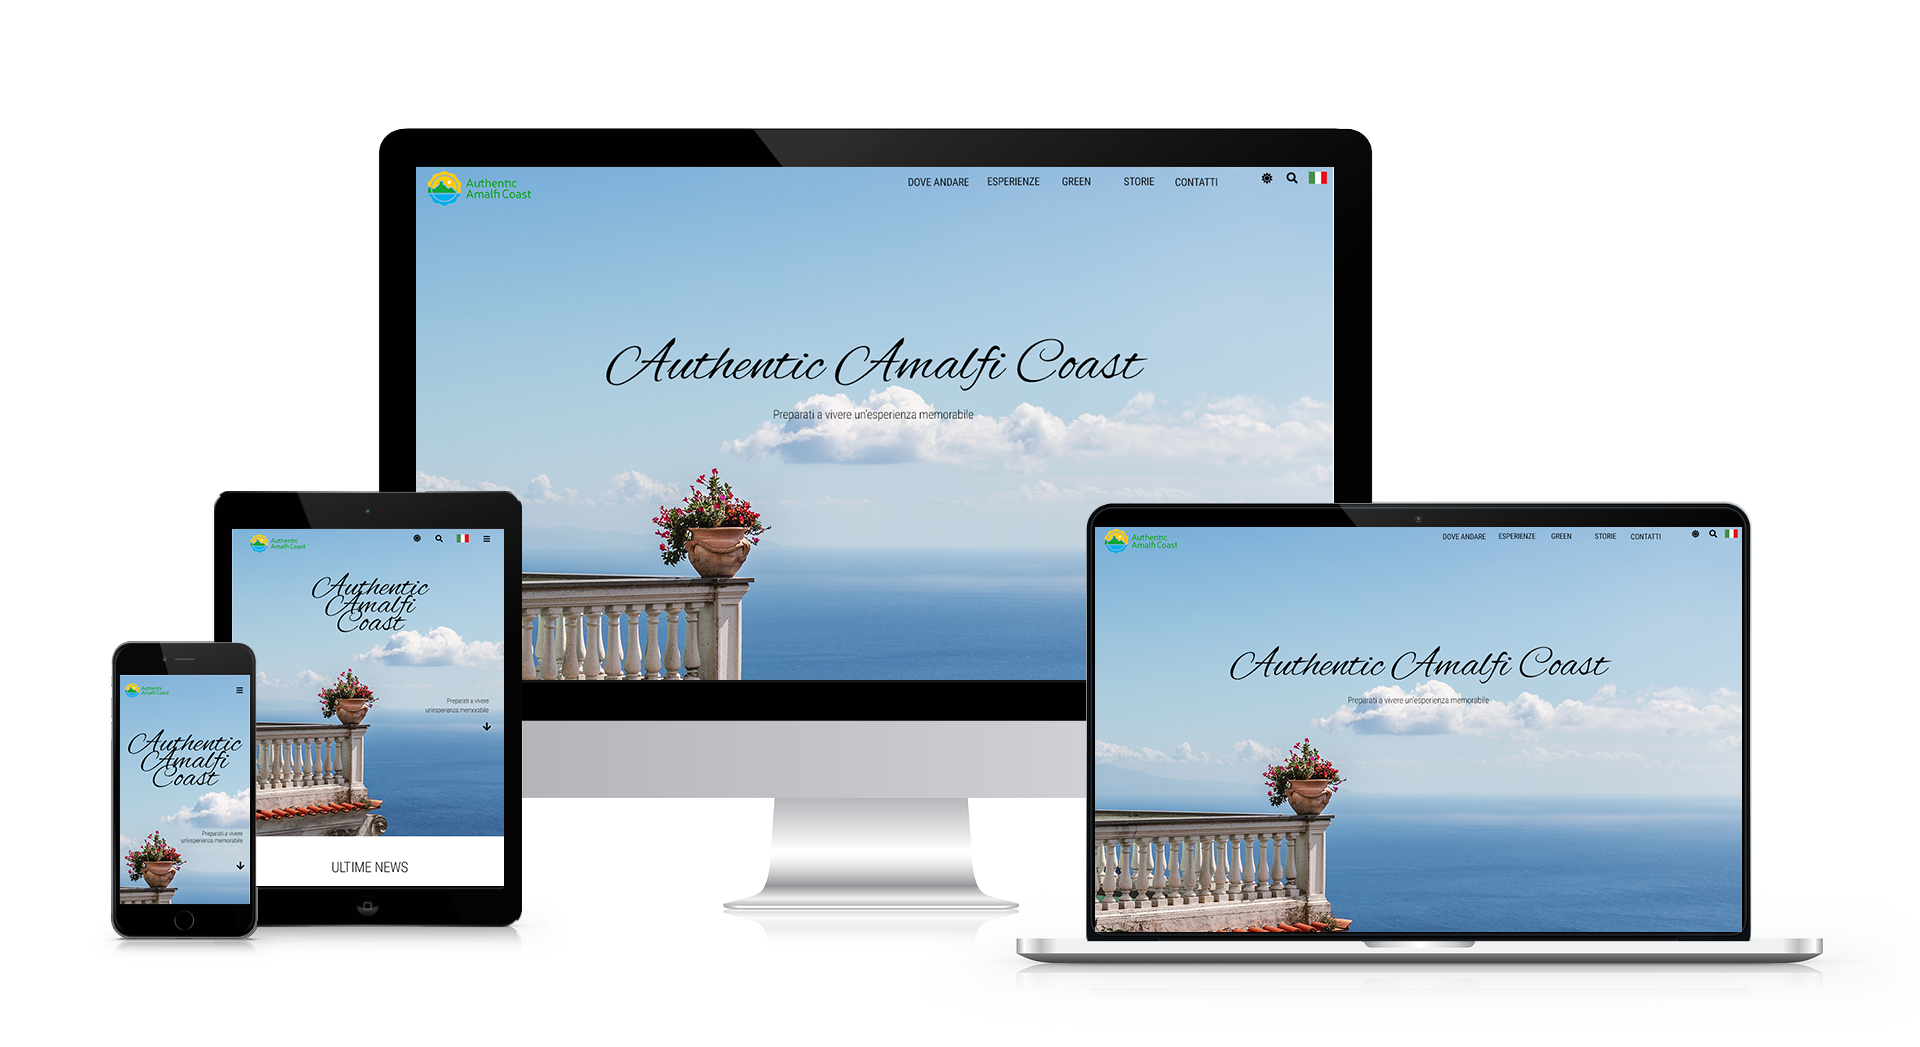 Authentic
Amalfi Coast
DOVE ANDARE ESPERIENZE GREEN STORIE CONTATTI
Authentic Amalfi Coast
Preparati a vivere un'esperienza memorabile
Authentic
Amalfi Coast
Authentic
Amalfi
Coast
Preparati a vivere
un'esperienza memorabile
ULTIME NEWS
Authentic
Amalfi Coast
Authentic
Amalfi
Coast
Preparati a vivere
un'esperienza memorabile
Authentic
Amalfi Coast
DOVE ANDARE ESPERIENZE GREEN STORIE CONTATTI
Authentic Amalfi Coast
Preparati a vivere un'esperienza memorabile